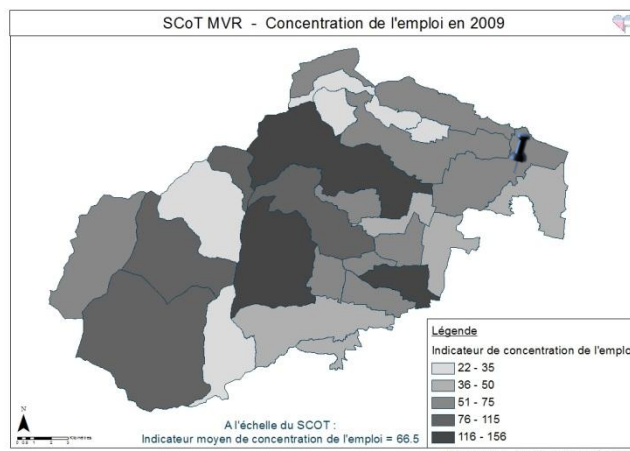 SCoT MVR - Concentration de l'emploi en 2009
Légende
Indicateur de concentration de l'emploi
22 - 35
36 - 50
51 - 75
76 - 115
116 - 156
N
A l'échelle du SCOT :
Indicateur moyen de concentration de l'emploi = 66.5